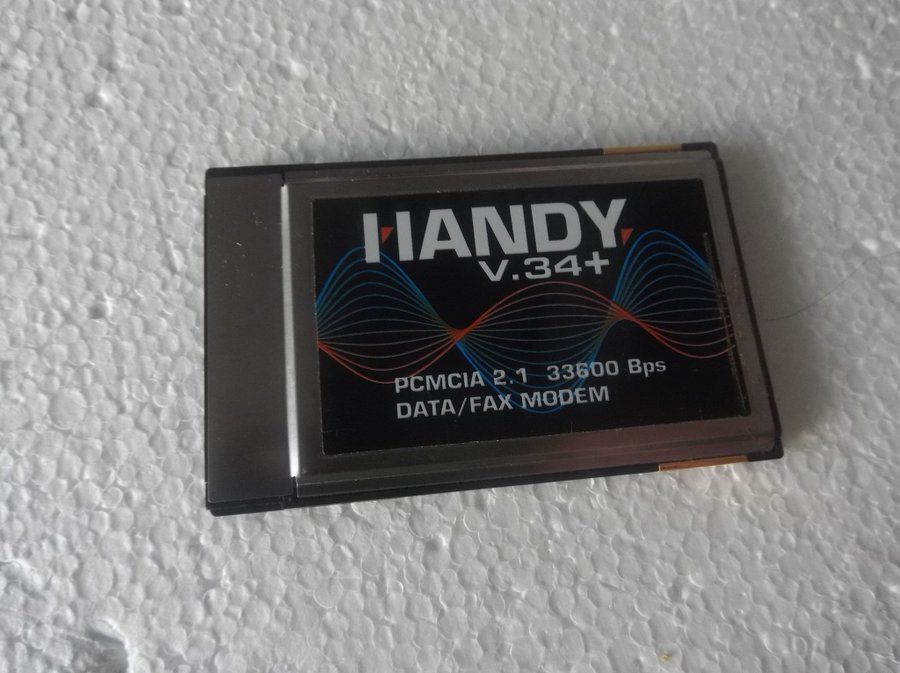 HANDY
V.34+
PCMCIA 2.1 33600 Bps
DATA/FAX MODEM